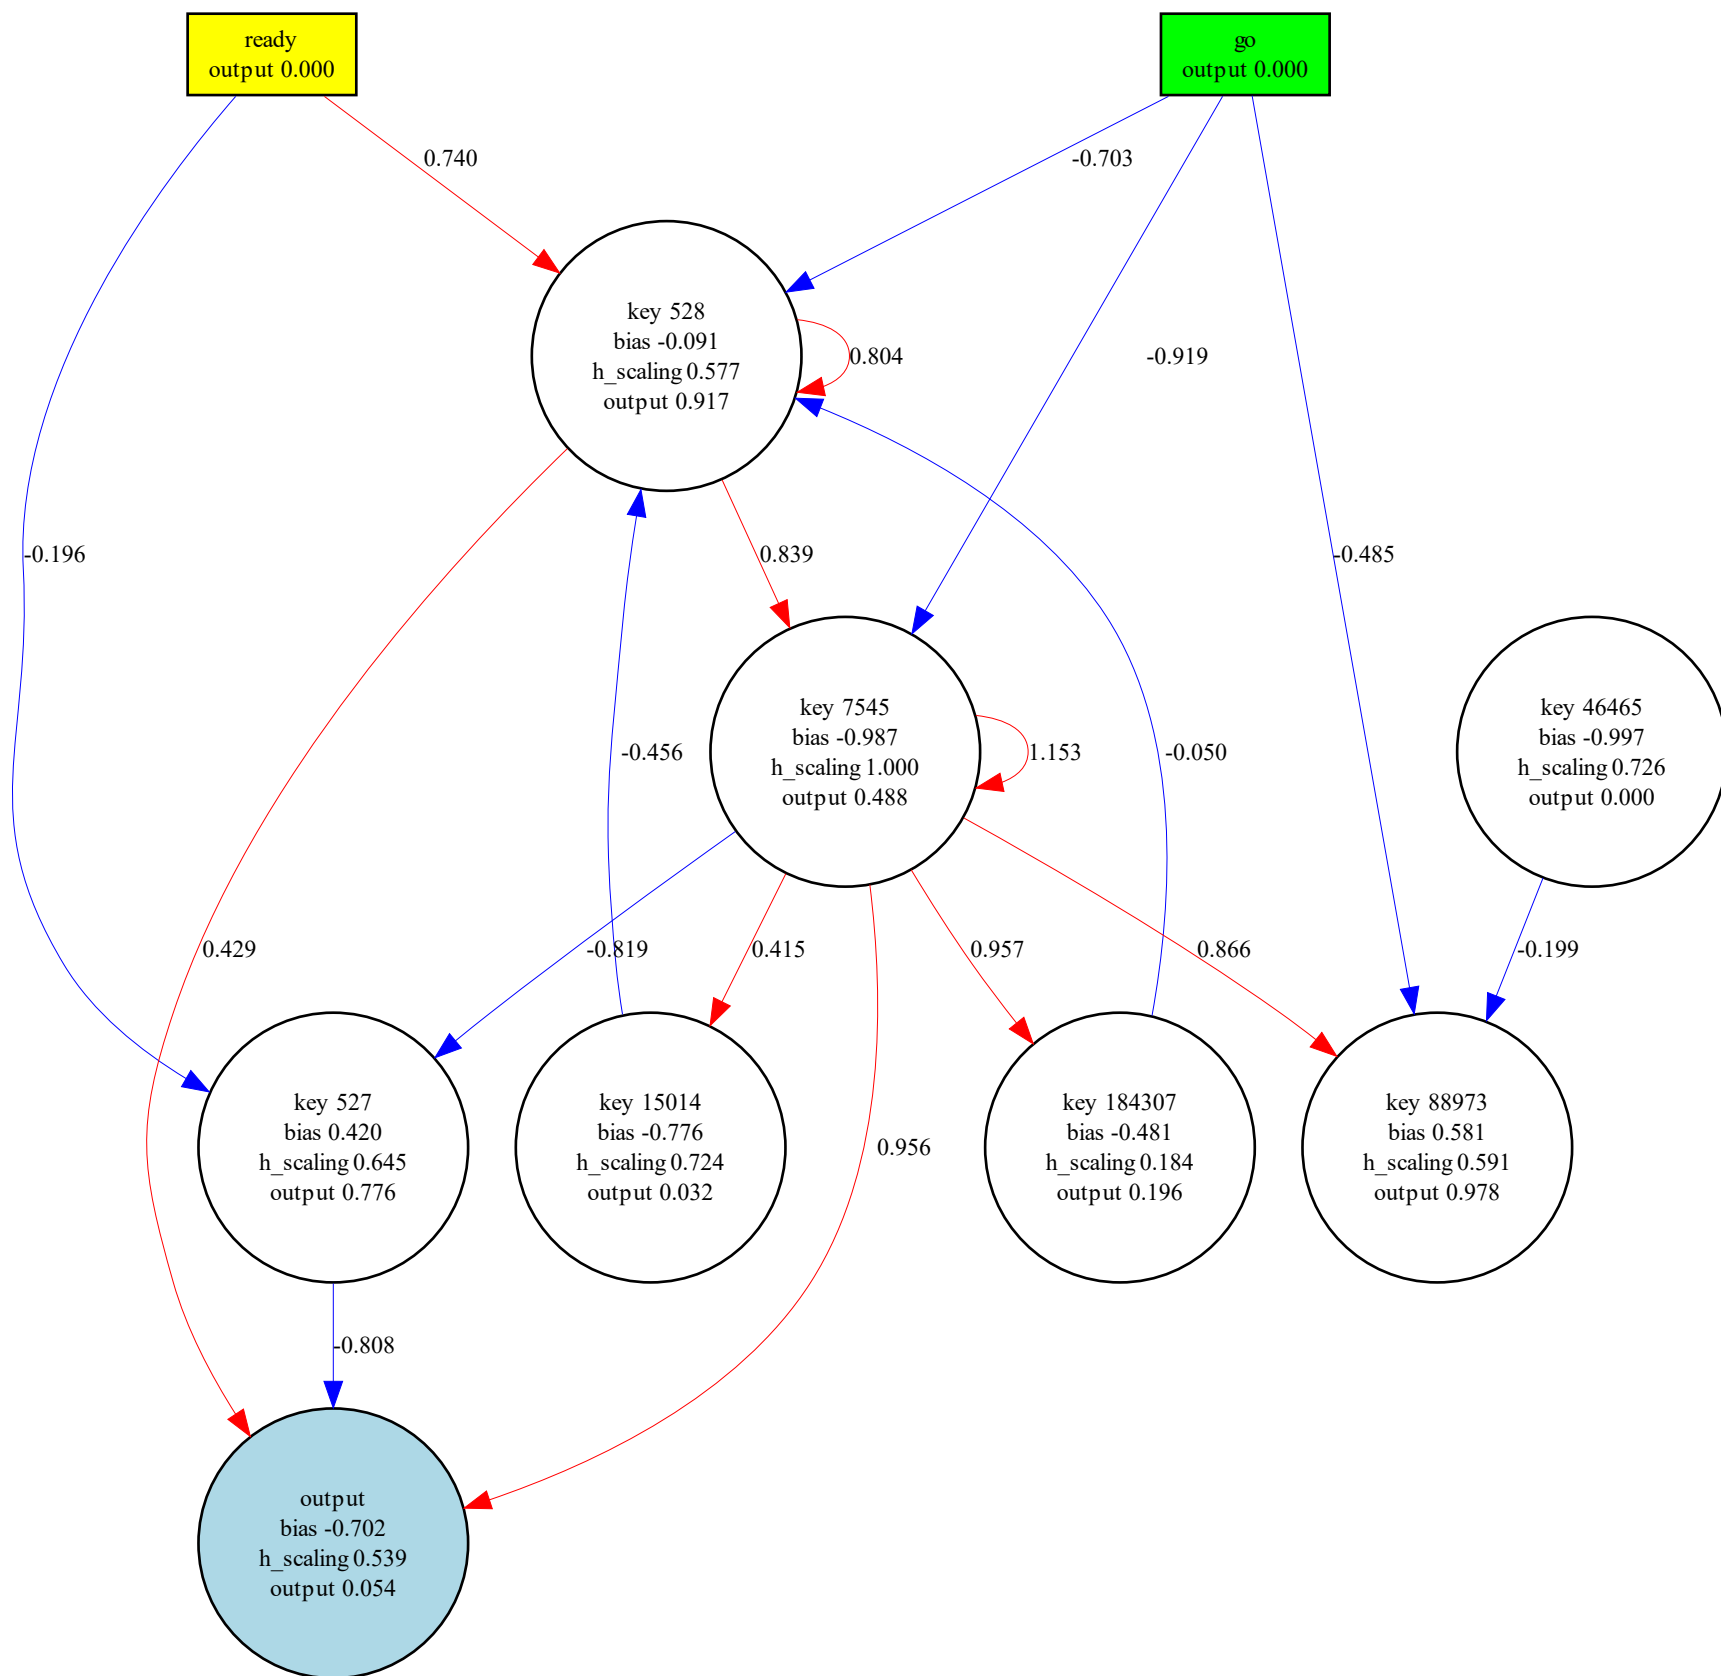 ready
output 0.000
go
output 0.000
0.740
-0.703
key 528
bias -0.091
h_scaling 0.577
output 0.917
0.804
-0.919
-0.196
0.839
-0.485
key 7545
bias -0.987
h_scaling 1.000
output 0.488
1.153
-0.456
-0.050
key 46465
bias -0.997
h_scaling 0.726
output 0.000
0.429
-0.819
0.415
0.957
0.866
-0.199
key 527
bias 0.420
h_scaling 0.645
output 0.776
key 15014
bias -0.776
h_scaling 0.724
output 0.032
0.956
key 184307
bias -0.481
h_scaling 0.184
output 0.196
key 88973
bias 0.581
h_scaling 0.591
output 0.978
-0.808
output
bias -0.702
h_scaling 0.539
output 0.054